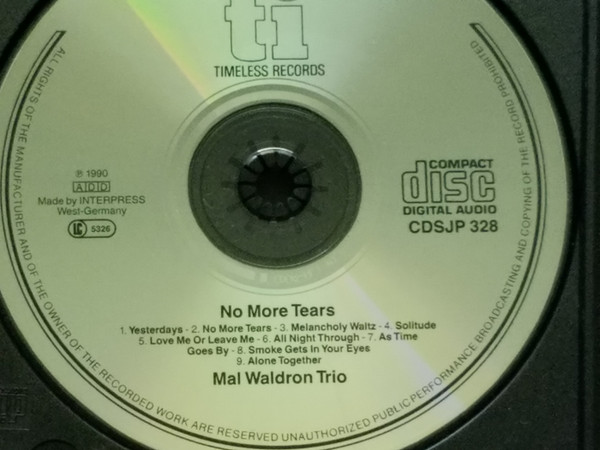 ti
TIMELESS RECORDS
ALL RIGHTS OF THE MANUFACTURER AND OF THE OWNER OF THE RECORDED WORK ARE RESERVED UNAUTHORIZED PUBLIC PERFORMANCE BROADCASTING AND COPYING OF THE RECORD PROHIBITED
℗ 1990
ADD
Made by INTERPRESS
West-Germany
LC 5326
COMPACT
disc
DIGITAL AUDIO
CDSJP 328
No More Tears
1. Yesterdays - 2. No More Tears - 3. Melancholy Waltz - 4. Solitude
5. Love Me Or Leave Me - 6. All Night Through - 7. As Time
Goes By - 8. Smoke Gets In Your Eyes
9. Alone Together
Mal Waldron Trio